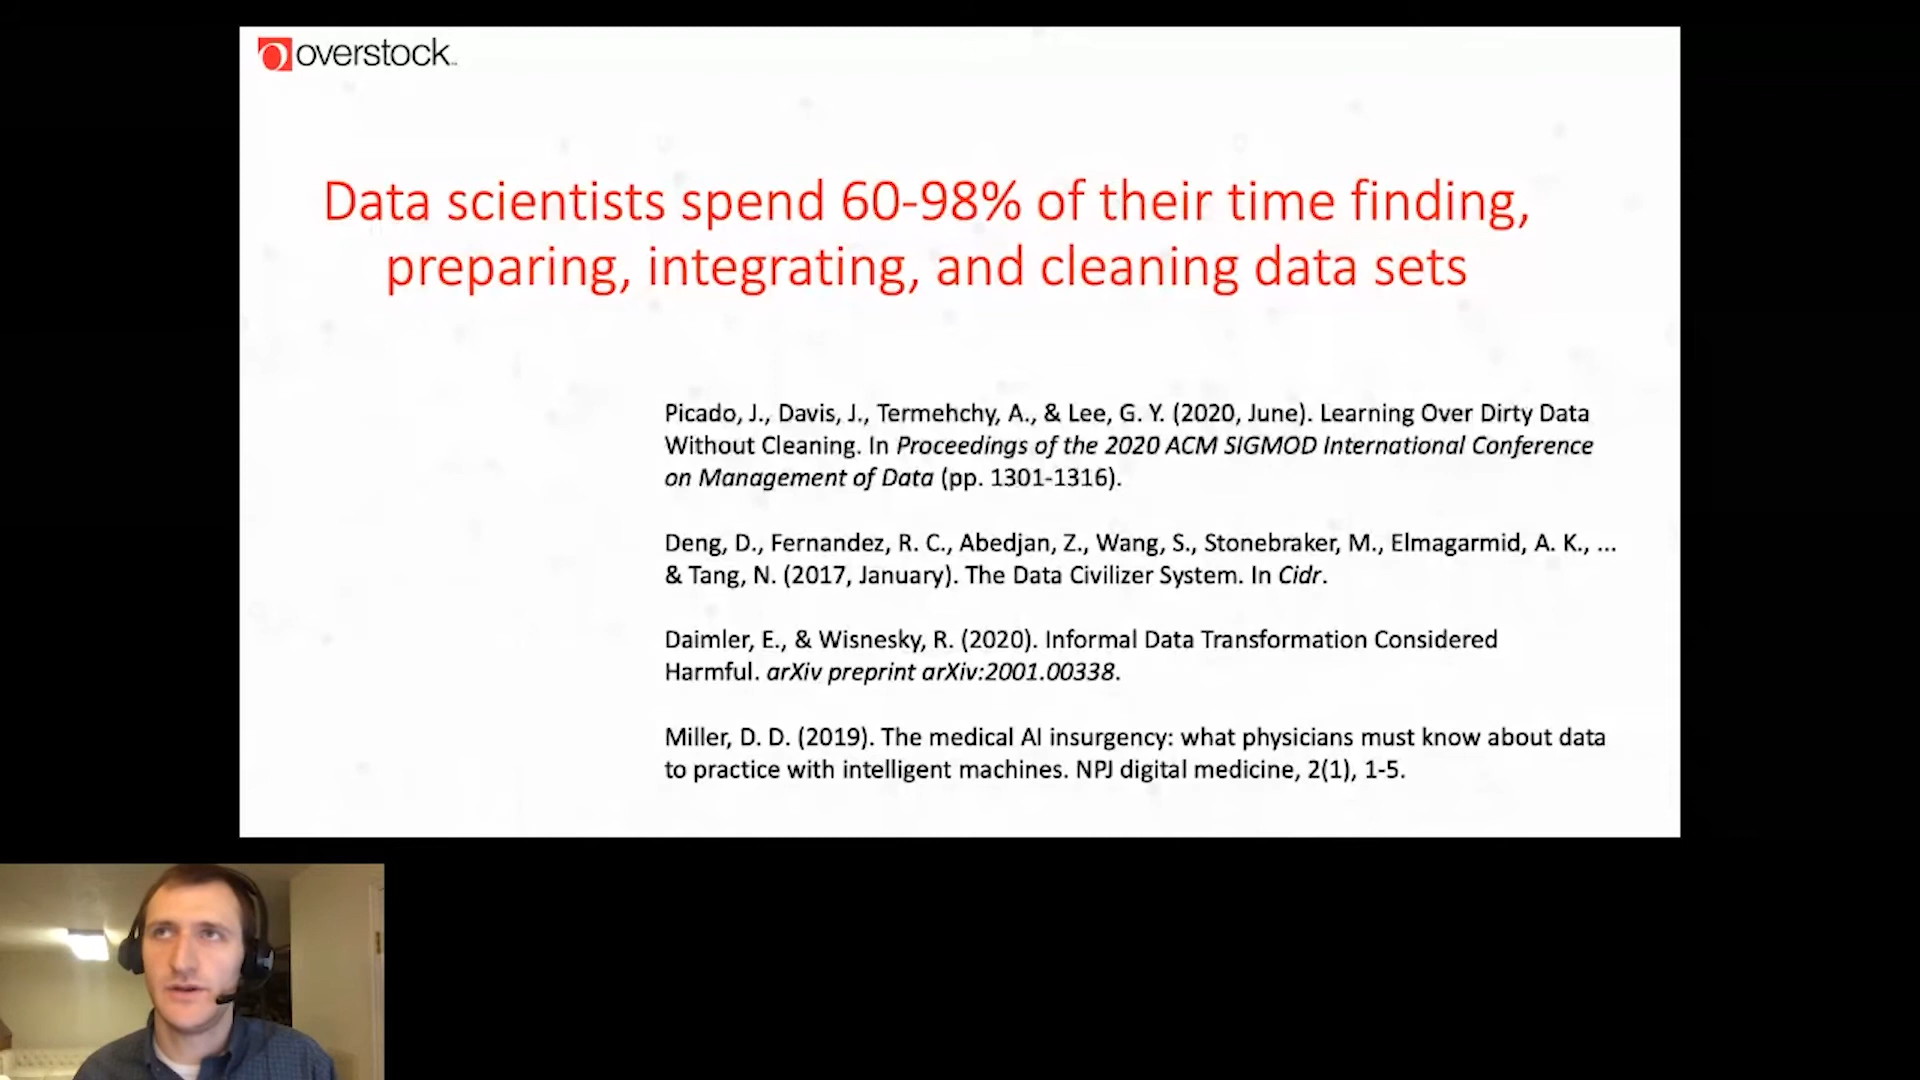 overstock™
Data scientists spend 60-98% of their time finding,
preparing, integrating, and cleaning data sets
Picado, J., Davis, J., Termehchy, A., & Lee, G. Y. (2020, June). Learning Over Dirty Data
Without Cleaning. In Proceedings of the 2020 ACM SIGMOD International Conference
on Management of Data (pp. 1301-1316).
Deng, D., Fernandez, R. C., Abedjan, Z., Wang, S., Stonebraker, M., Elmagarmid, A. K., ...
& Tang, N. (2017, January). The Data Civilizer System. In Cidr.
Daimler, E., & Wisnesky, R. (2020). Informal Data Transformation Considered
Harmful. arXiv preprint arXiv:2001.00338.
Miller, D. D. (2019). The medical AI insurgency: what physicians must know about data
to practice with intelligent machines. NPJ digital medicine, 2(1), 1-5.